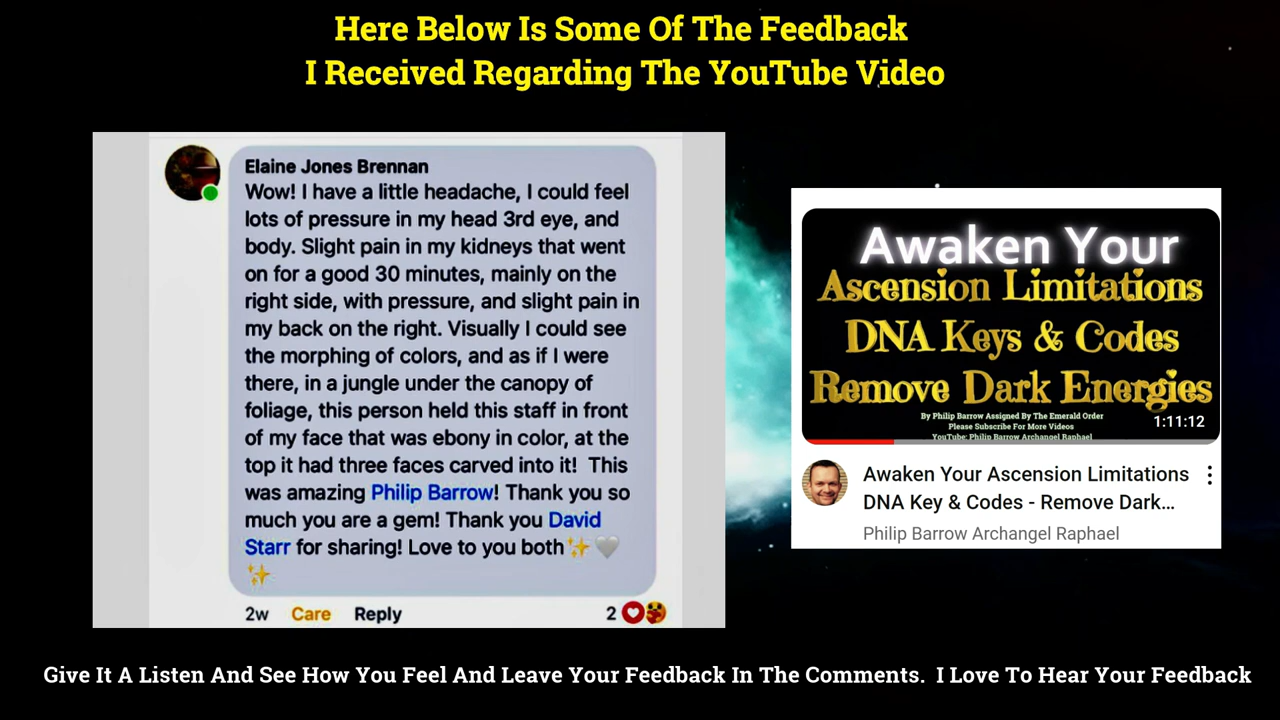 Here Below Is Some Of The Feedback
I Received Regarding The YouTube Video
Elaine Jones Brennan
Wow! I have a little headache, I could feel
lots of pressure in my head 3rd eye, and
body. Slight pain in my kidneys that went
on for a good 30 minutes, mainly on the
right side, with pressure, and slight pain in
my back on the right. Visually I could see
the morphing of colors, and as if I were
there, in a jungle under the canopy of
foliage, this person held this staff in front
of my face that was ebony in color, at the
top it had three faces carved into it!  This
was amazing Philip Barrow! Thank you so
much you are a gem! Thank you David
Starr for sharing! Love to you both✨🤍
✨
2w Care Reply 2
Awaken Your
Ascension Limitations
DNA Keys & Codes
Remove Dark Energies
By Philip Barrow Assigned By The Emerald Order
Please Subscribe For More Videos
YouTube: Philip Barrow Archangel Raphael
1:11:12
Awaken Your Ascension Limitations
DNA Key & Codes - Remove Dark...
Philip Barrow Archangel Raphael
Give It A Listen And See How You Feel And Leave Your Feedback In The Comments.  I Love To Hear Your Feedback